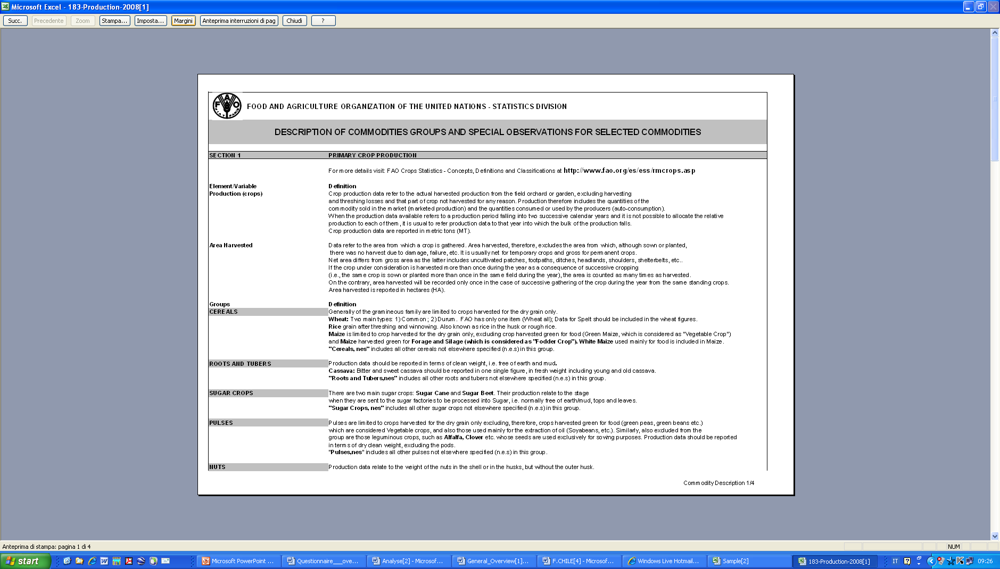 Microsoft Excel - 183-Production-2008[1]
Succ. Precedente Zoom Stampa... Imposta... Margini Anteprima interruzioni di pag Chiudi ?
FAO
FIAT PANIS
FOOD AND AGRICULTURE ORGANIZATION OF THE UNITED NATIONS - STATISTICS DIVISION
DESCRIPTION OF COMMODITIES GROUPS AND SPECIAL OBSERVATIONS FOR SELECTED COMMODITIES
SECTION 1 PRIMARY CROP PRODUCTION
For more details visit: FAO Crops Statistics - Concepts, Definitions and Classifications at http://www.fao.org/es/ess/rmcrops.asp
Element/Variable Definition
Production (crops) Crop production data refer to the actual harvested production from the field orchard or garden, excluding harvesting
and threshing losses and that part of crop not harvested for any reason. Production therefore includes the quantities of the
commodity sold in the market (marketed production) and the quantities consumed or used by the producers (auto-consumption).
When the production data available refers to a production period falling into two successive calendar years and it is not possible to allocate the relative
production to each of them, it is usual to refer production data to that year into which the bulk of the production falls.
Crop production data are reported in metric tons (MT).
Area Harvested Data refer to the area from which a crop is gathered. Area harvested, therefore, excludes the area from which, although sown or planted,
there was no harvest due to damage, failure, etc. It is usually net for temporary crops and gross for permanent crops.
Net area differs from gross area as the latter includes uncultivated patches, footpaths, ditches, headlands, shoulders, shelterbelts, etc..
If the crop under consideration is harvested more than once during the year as a consequence of successive cropping
(i.e., the same crop is sown or planted more than once in the same field during the year), the area is counted as many times as harvested.
On the contrary, area harvested will be recorded only once in the case of successive gathering of the crop during the year from the same standing crops.
Area harvested is reported in hectares (HA).
Groups Definition
CEREALS Generally of the gramineous family are limited to crops harvested for the dry grain only.
Wheat: Two main types: 1) Common ; 2) Durum. FAO has only one item (Wheat all); Data for Spelt should be included in the wheat figures.
Rice grain after threshing and winnowing. Also known as rice in the husk or rough rice.
Maize is limited to crop harvested for the dry grain only, excluding crop harvested green for food (Green Maize, which is considered as "Vegetable Crop")
and Maize harvested green for Forage and Silage (which is considered as "Fodder Crop"). White Maize used mainly for food is included in Maize.
"Cereals, nes" includes all other cereals not elsewhere specified (n.e.s) in this group.
ROOTS AND TUBERS Production data should be reported in terms of clean weight, i.e. free of earth and mud.
Cassava: Bitter and sweet cassava should be reported in one single figure, in fresh weight including young and old cassava.
"Roots and Tubers,nes" includes all other roots and tubers not elsewhere specified (n.e.s) in this group.
SUGAR CROPS There are two main sugar crops: Sugar Cane and Sugar Beet. Their production relate to the stage
when they are sent to the sugar factories to be processed into Sugar, i.e. normally free of earth/mud, tops and leaves.
"Sugar Crops, nes" includes all other sugar crops not elsewhere specified (n.e.s) in this group.
PULSES Pulses are limited to crops harvested for the dry grain only excluding, therefore, crops harvested green for food (green peas, green beans etc.)
which are considered Vegetable crops, and also those used mainly for the extraction of oil (Soyabeans, etc.). Similarly, also excluded from the
group are those leguminous crops, such as Alfalfa, Clover etc. whose seeds are used exclusively for sowing purposes. Production data should be reported
in terms of dry clean weight, excluding the pods.
"Pulses,nes" includes all other pulses not elsewhere specified (n.e.s) in this group.
NUTS Production data relate to the weight of the nuts in the shell or in the husks, but without the outer husk.
Commodity Description 1/4
Anteprima di stampa: pagina 1 di 4 NUM
start Microsoft PowerPoint ... Questionnaire___ove... Analyse[2] - Microsof... General_Overview[1]... F.CHILE[4] - Microsof... Windows Live Hotmail... Sample[2] 183-Production-2008[1] IT 09:26